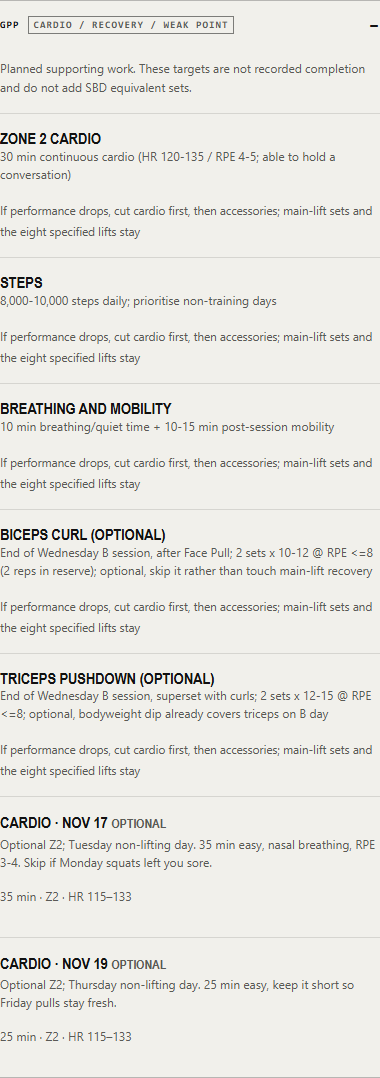 GPP CARDIO / RECOVERY / WEAK POINT –
Planned supporting work. These targets are not recorded completion
and do not add SBD equivalent sets.
ZONE 2 CARDIO
30 min continuous cardio (HR 120-135 / RPE 4-5; able to hold a
conversation)
If performance drops, cut cardio first, then accessories; main-lift sets and
the eight specified lifts stay
STEPS
8,000-10,000 steps daily; prioritise non-training days
If performance drops, cut cardio first, then accessories; main-lift sets and
the eight specified lifts stay
BREATHING AND MOBILITY
10 min breathing/quiet time + 10-15 min post-session mobility
If performance drops, cut cardio first, then accessories; main-lift sets and
the eight specified lifts stay
BICEPS CURL (OPTIONAL)
End of Wednesday B session, after Face Pull; 2 sets x 10-12 @ RPE <=8
(2 reps in reserve); optional, skip it rather than touch main-lift recovery
If performance drops, cut cardio first, then accessories; main-lift sets and
the eight specified lifts stay
TRICEPS PUSHDOWN (OPTIONAL)
End of Wednesday B session, superset with curls; 2 sets x 12-15 @ RPE
<=8; optional, bodyweight dip already covers triceps on B day
If performance drops, cut cardio first, then accessories; main-lift sets and
the eight specified lifts stay
CARDIO · NOV 17 OPTIONAL
Optional Z2; Tuesday non-lifting day. 35 min easy, nasal breathing, RPE
3-4. Skip if Monday squats left you sore.
35 min · Z2 · HR 115–133
CARDIO · NOV 19 OPTIONAL
Optional Z2; Thursday non-lifting day. 25 min easy, keep it short so
Friday pulls stay fresh.
25 min · Z2 · HR 115–133